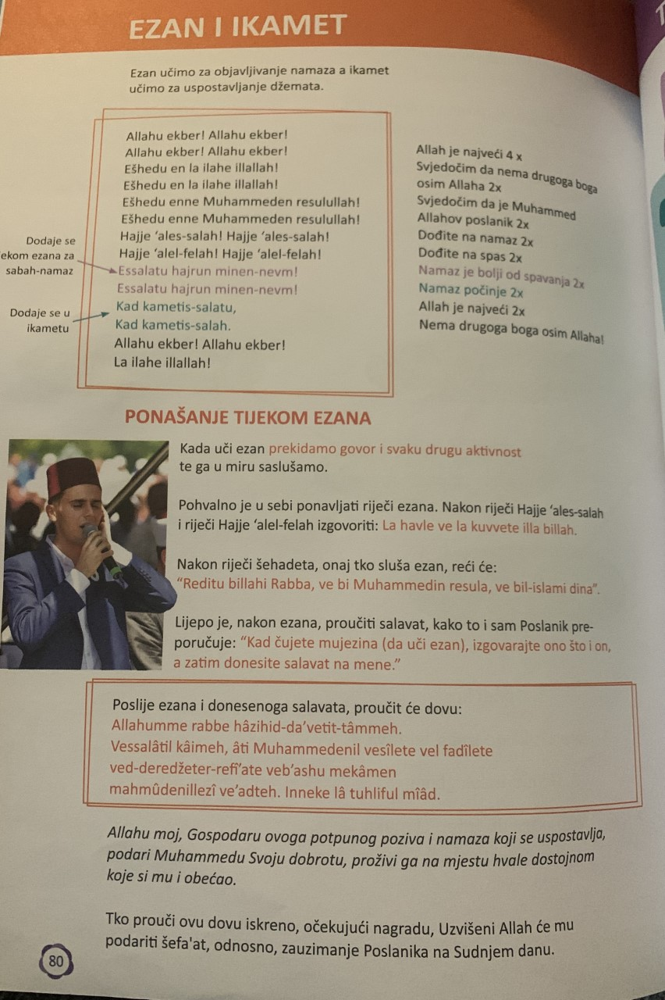 EZAN I IKAMET
Ezan učimo za objavljivanje namaza a ikamet
učimo za uspostavljanje džemata.
Allahu ekber! Allahu ekber!
Allahu ekber! Allahu ekber!
Ešhedu en la ilahe illallah!
Ešhedu en la ilahe illallah!
Ešhedu enne Muhammeden resulullah!
Ešhedu enne Muhammeden resulullah!
Hajje ‘ales-salah! Hajje ‘ales-salah!
Hajje ‘alel-felah! Hajje ‘alel-felah!
Essalatu hajrun minen-nevm!
Essalatu hajrun minen-nevm!
Kad kametis-salatu,
Kad kametis-salah.
Allahu ekber! Allahu ekber!
La ilahe illallah!
Dodaje se
ekom ezana za
sabah-namaz
Dodaje se u
ikametu
Allah je najveći 4 x
Svjedočim da nema drugoga boga
osim Allaha 2x
Svjedočim da je Muhammed
Allahov poslanik 2x
Dođite na namaz 2x
Dođite na spas 2x
Namaz je bolji od spavanja 2x
Namaz počinje 2x
Allah je najveći 2x
Nema drugoga boga osim Allaha!
PONAŠANJE TIJEKOM EZANA
Kada uči ezan prekidamo govor i svaku drugu aktivnost
te ga u miru saslušamo.
Pohvalno je u sebi ponavljati riječi ezana. Nakon riječi Hajje ‘ales-salah
i riječi Hajje ‘alel-felah izgovoriti: La havle ve la kuvvete illa billah.
Nakon riječi šehadeta, onaj tko sluša ezan, reći će:
“Reditu billahi Rabba, ve bi Muhammedin resula, ve bil-islami dina”.
Lijepo je, nakon ezana, proučiti salavat, kako to i sam Poslanik pre-
poručuje: “Kad čujete mujezina (da uči ezan), izgovarajte ono što i on,
a zatim donesite salavat na mene.”
Poslije ezana i donesenoga salavata, proučit će dovu:
Allahumme rabbe hâzihid-da’vetit-tâmmeh.
Vessalâtil kâimeh, âti Muhammedenil vesîlete vel fadîlete
ved-deredžeter-refî’ate veb’ashu mekâmen
mahmûdenillezî ve’adteh. Inneke lâ tuhliful mîâd.
Allahu moj, Gospodaru ovoga potpunog poziva i namaza koji se uspostavlja,
podari Muhammedu Svoju dobrotu, proživi ga na mjestu hvale dostojnom
koje si mu i obećao.
Tko prouči ovu dovu iskreno, očekujući nagradu, Uzvišeni Allah će mu
podariti šefa'at, odnosno, zauzimanje Poslanika na Sudnjem danu.
80